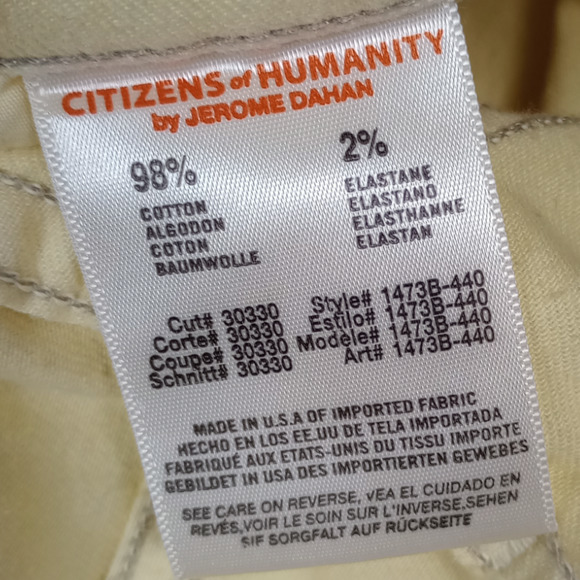 CITIZENS of HUMANITY
by JEROME DAHAN
98%
COTTON
ALGODON
COTON
BAUMWOLLE
2%
ELASTANE
ELASTANO
ELASTHANNE
ELASTAN
Cut# 30330
Corte# 30330
Coupe# 30330
Schnitt# 30330
Style# 1473B-440
Estilo# 1473B-440
Modèle# 1473B-440
Art# 1473B-440
MADE IN U.S.A OF IMPORTED FABRIC
HECHO EN LOS EE.UU DE TELA IMPORTADA
FABRIQUÉ AUX ETATS-UNIS DU TISSU IMPORTE
GEBILDET IN USA DES IMPORTIERTEN GEWEBES
SEE CARE ON REVERSE, VEA EL CUIDADO EN
REVÉS,VOIR LE SOIN SUR L'INVERSE,SEHEN
SIE SORGFALT AUF RÜCKSEITE